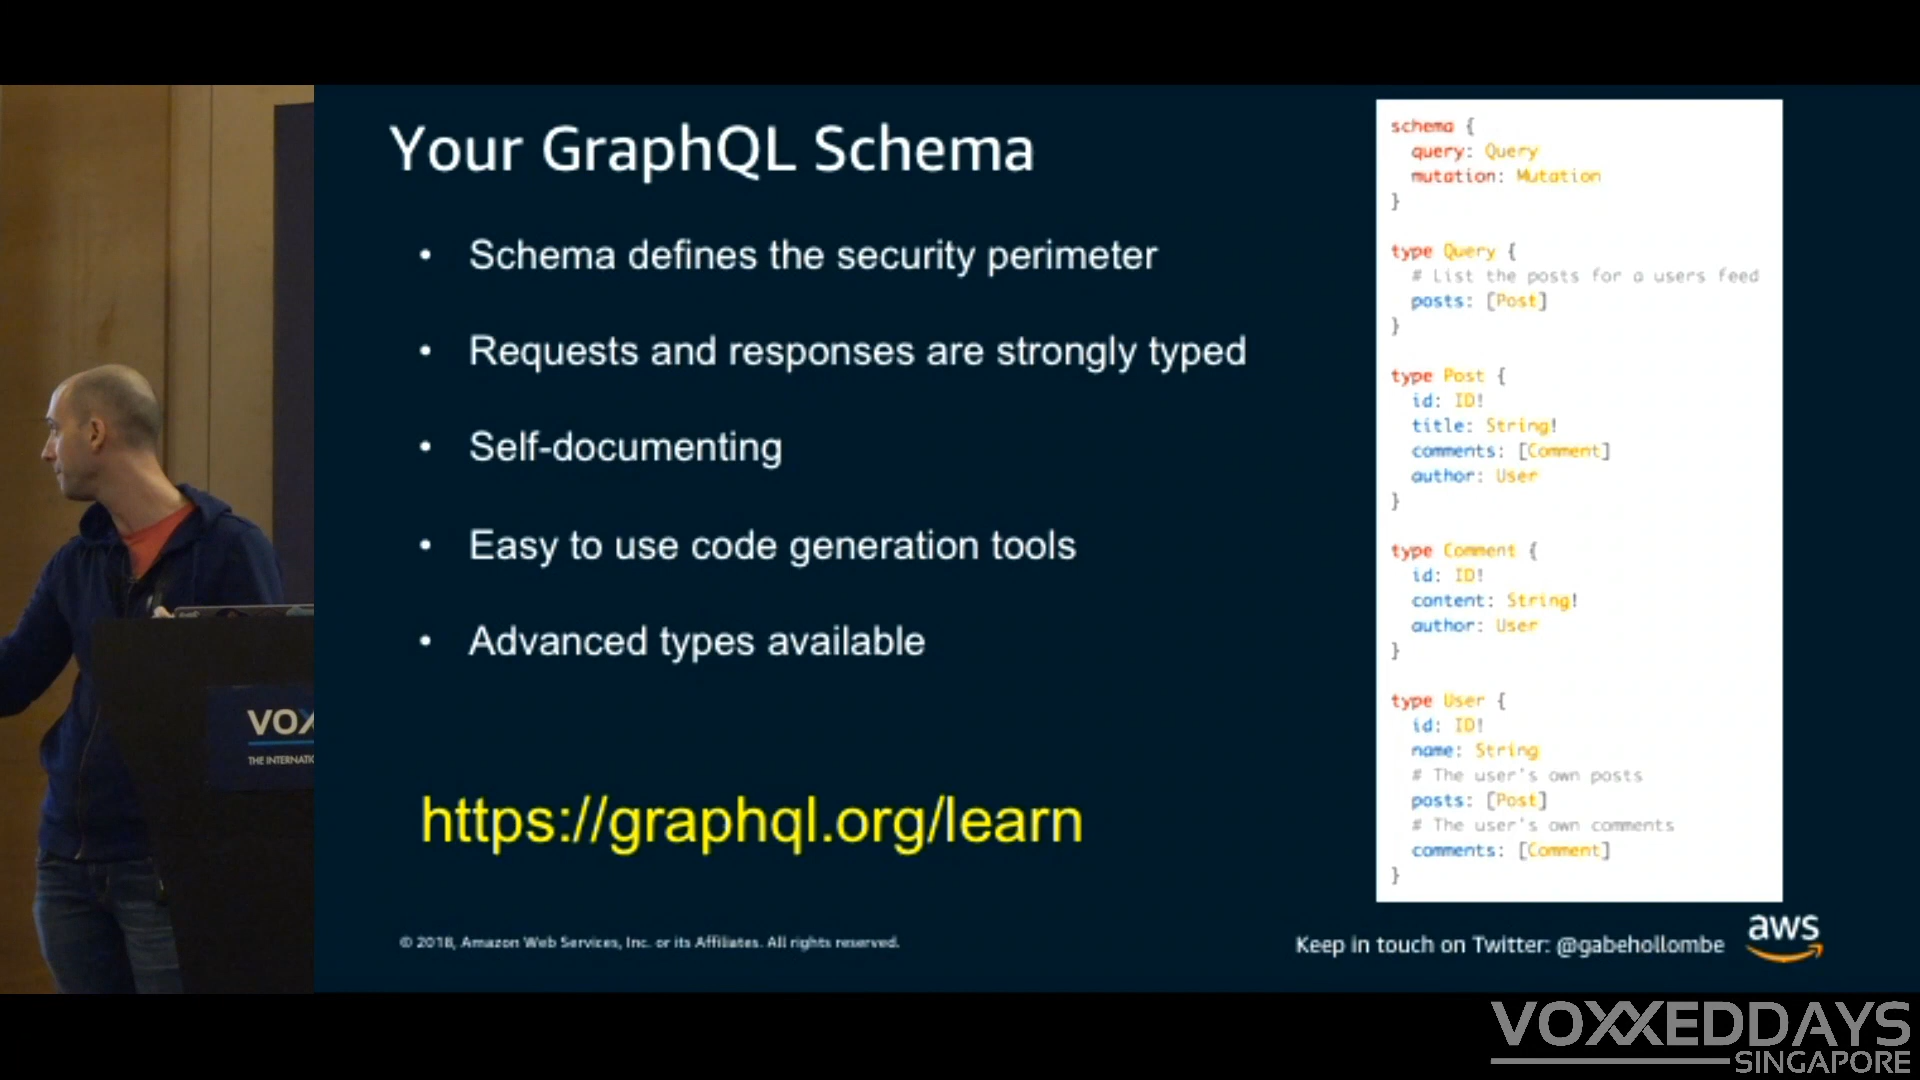 Your GraphQL Schema
• Schema defines the security perimeter
• Requests and responses are strongly typed
• Self-documenting
• Easy to use code generation tools
• Advanced types available
https://graphql.org/learn
schema {
query: Query
mutation: Mutation
}
type Query {
# List the posts for a users feed
posts: [Post]
}
type Post {
id: ID!
title: String!
comments: [Comment]
author: User
}
type Comment {
id: ID!
content: String!
author: User
}
type User {
id: ID!
name: String
# The user's own posts
posts: [Post]
# The user's own comments
comments: [Comment]
}
© 2018, Amazon Web Services, Inc. or its Affiliates. All rights reserved.
Keep in touch on Twitter: @gabehollombe
aws
VOX
THE INTERNATI
VOXXEDDAYS
SINGAPORE